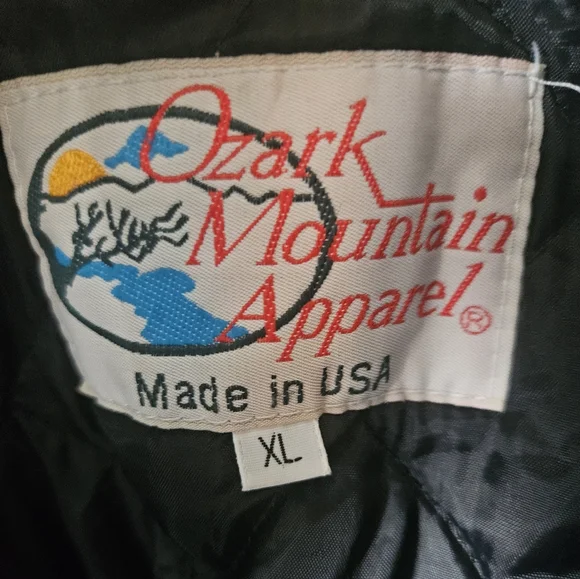 Ozark
Mountain
Apparel®
Made in USA
XL